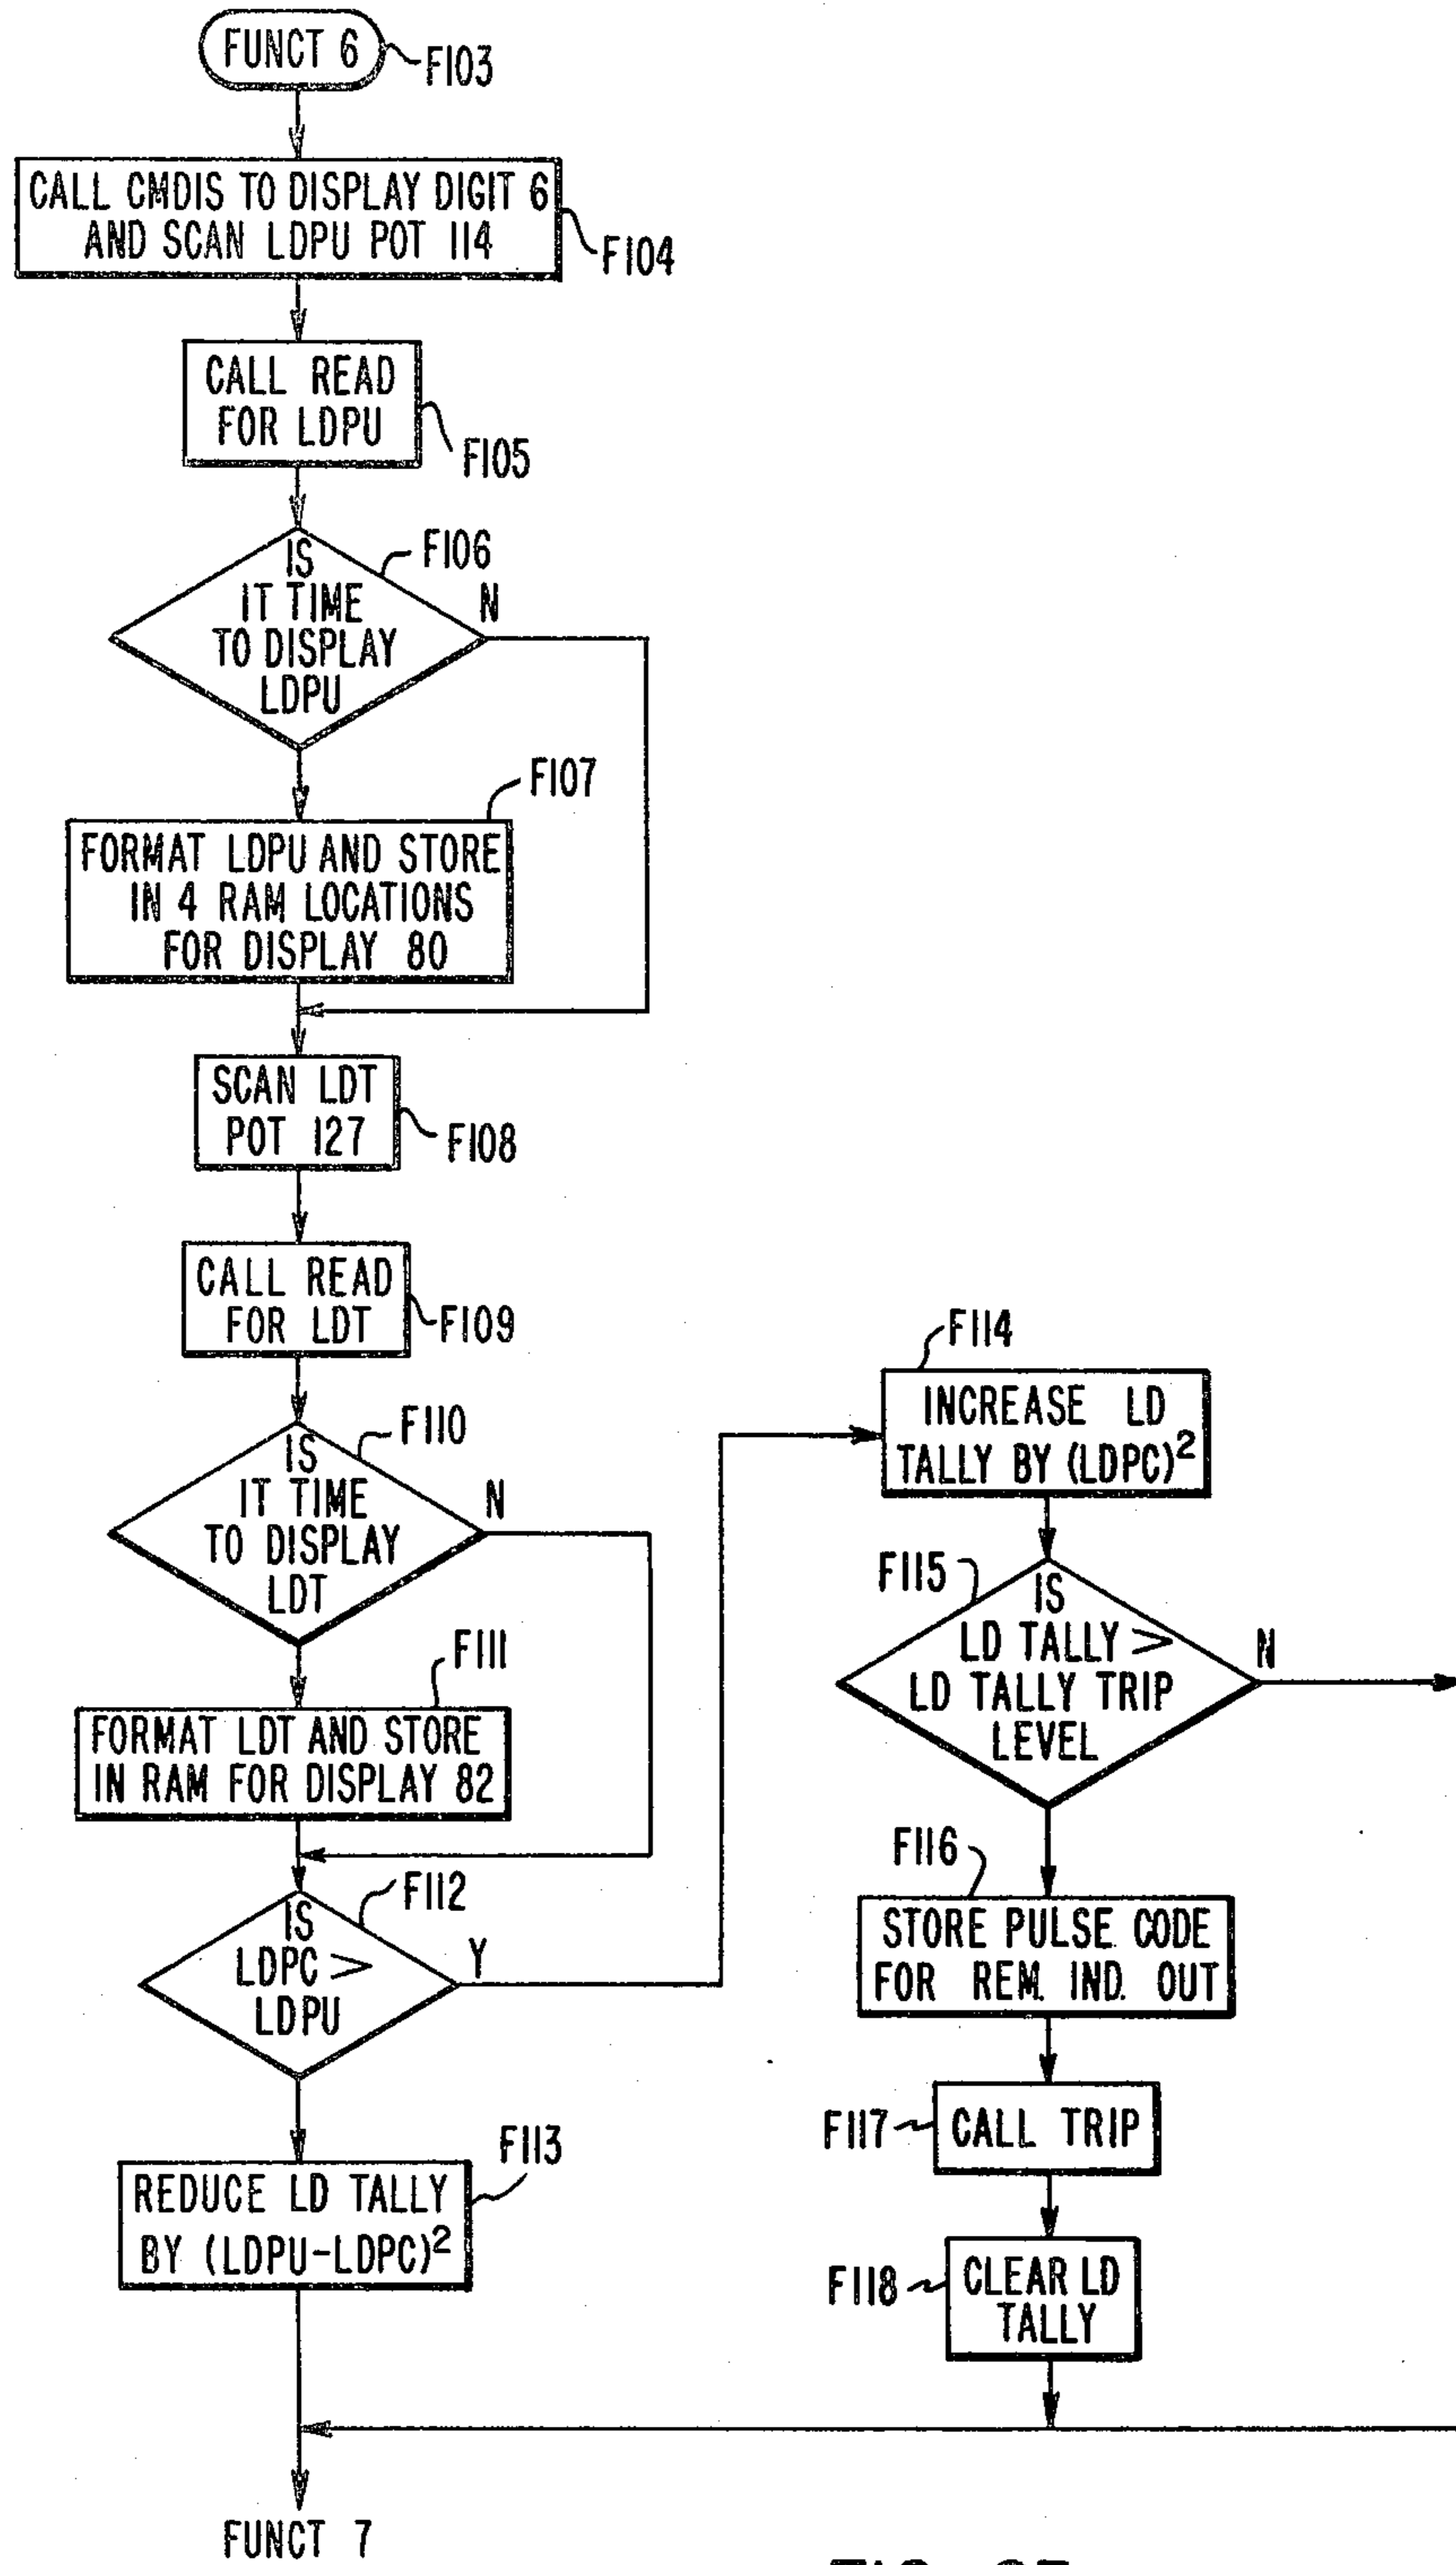 FUNCT 6
F103
CALL CMDIS TO DISPLAY DIGIT 6
AND SCAN LDPU POT 114
F104
CALL READ
FOR LDPU
F105
IS
IT TIME
TO DISPLAY
LDPU
F106
N
F107
FORMAT LDPU AND STORE
IN 4 RAM LOCATIONS
FOR DISPLAY 80
SCAN LDT
POT 127
F108
CALL READ
FOR LDT
F109
IS
IT TIME
TO DISPLAY
LDT
F110
N
F111
FORMAT LDT AND STORE
IN RAM FOR DISPLAY 82
F112
IS
LDPC >
LDPU
Y
F113
REDUCE LD TALLY
BY (LDPU-LDPC)²
FUNCT 7
F114
INCREASE LD
TALLY BY (LDPC)²
F115
IS
LD TALLY >
LD TALLY TRIP
LEVEL
N
F116
STORE PULSE CODE
FOR REM. IND. OUT
F117
CALL TRIP
F118
CLEAR LD
TALLY